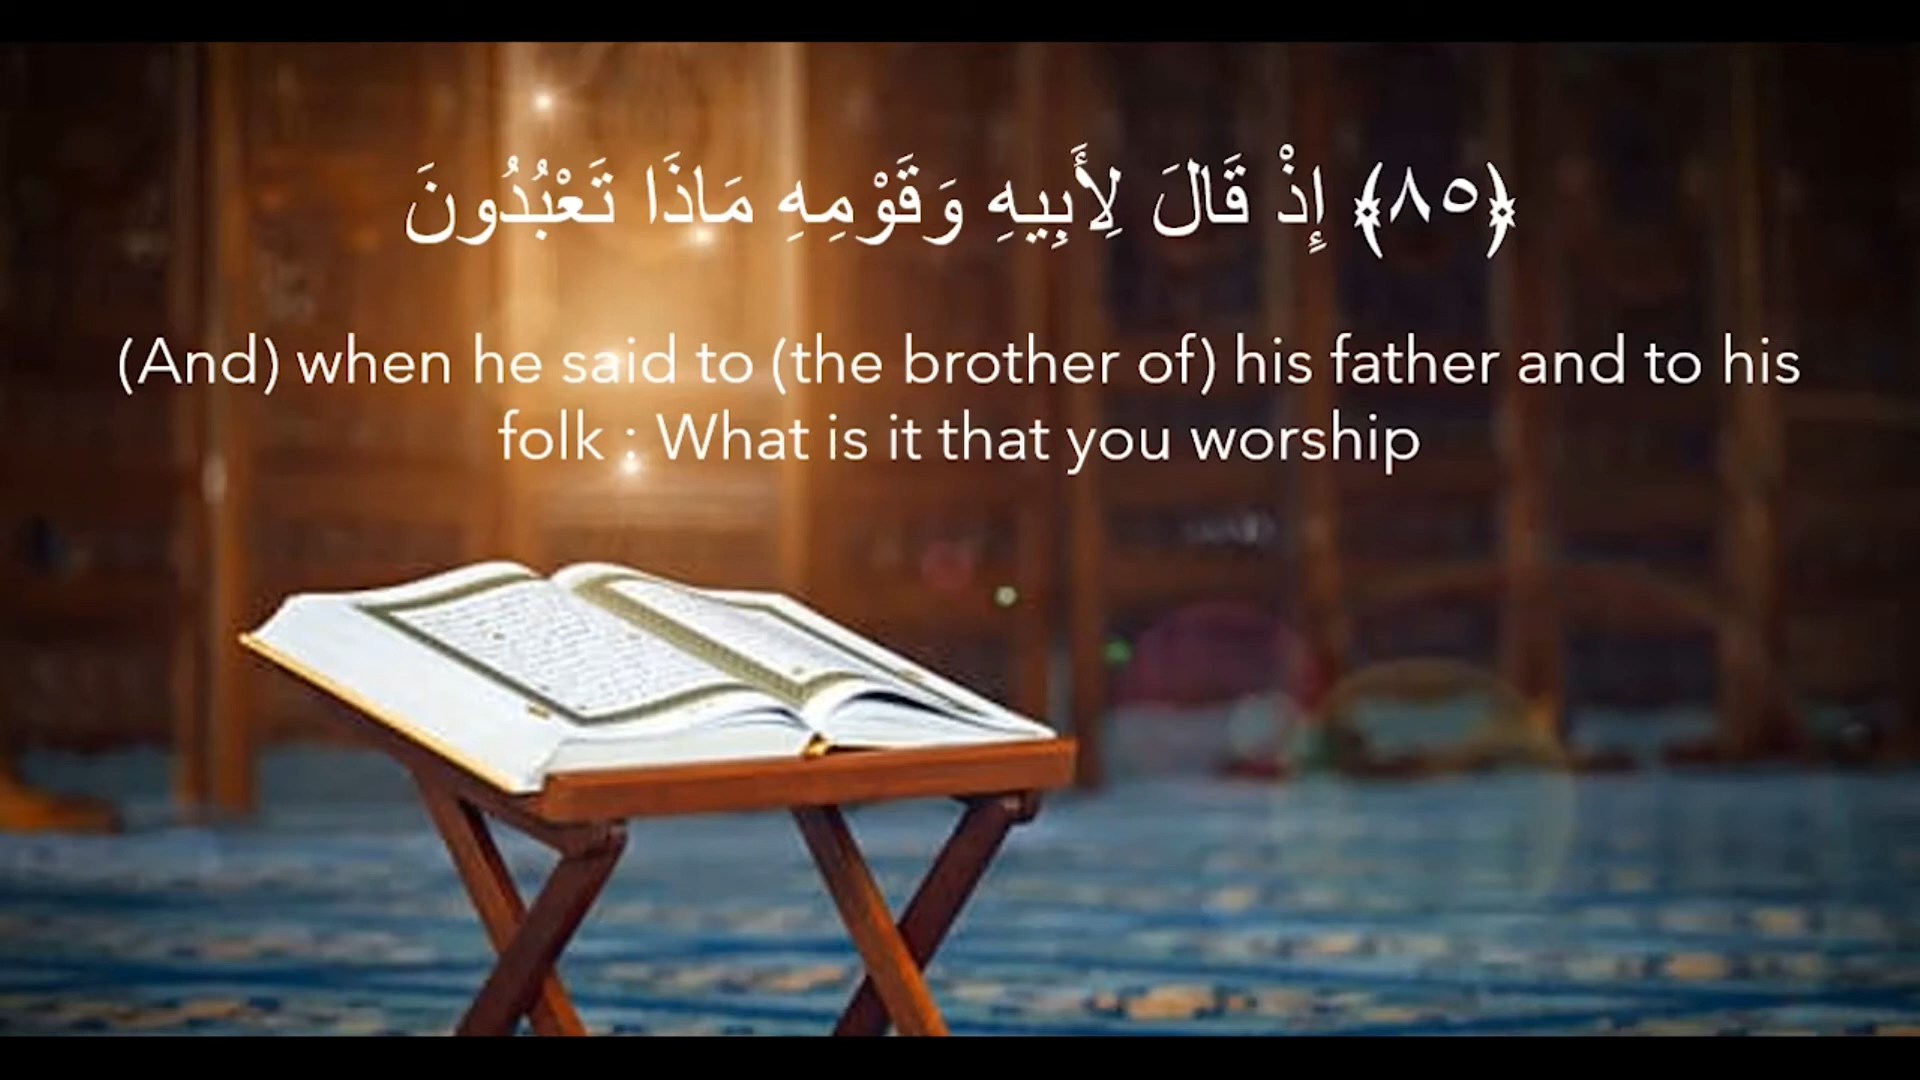 ﴿٨٥﴾ إِذْ قَالَ لِأَبِيهِ وَقَوْمِهِ مَاذَا تَعْبُدُونَ
(And) when he said to (the brother of) his father and to his
folk : What is it that you worship